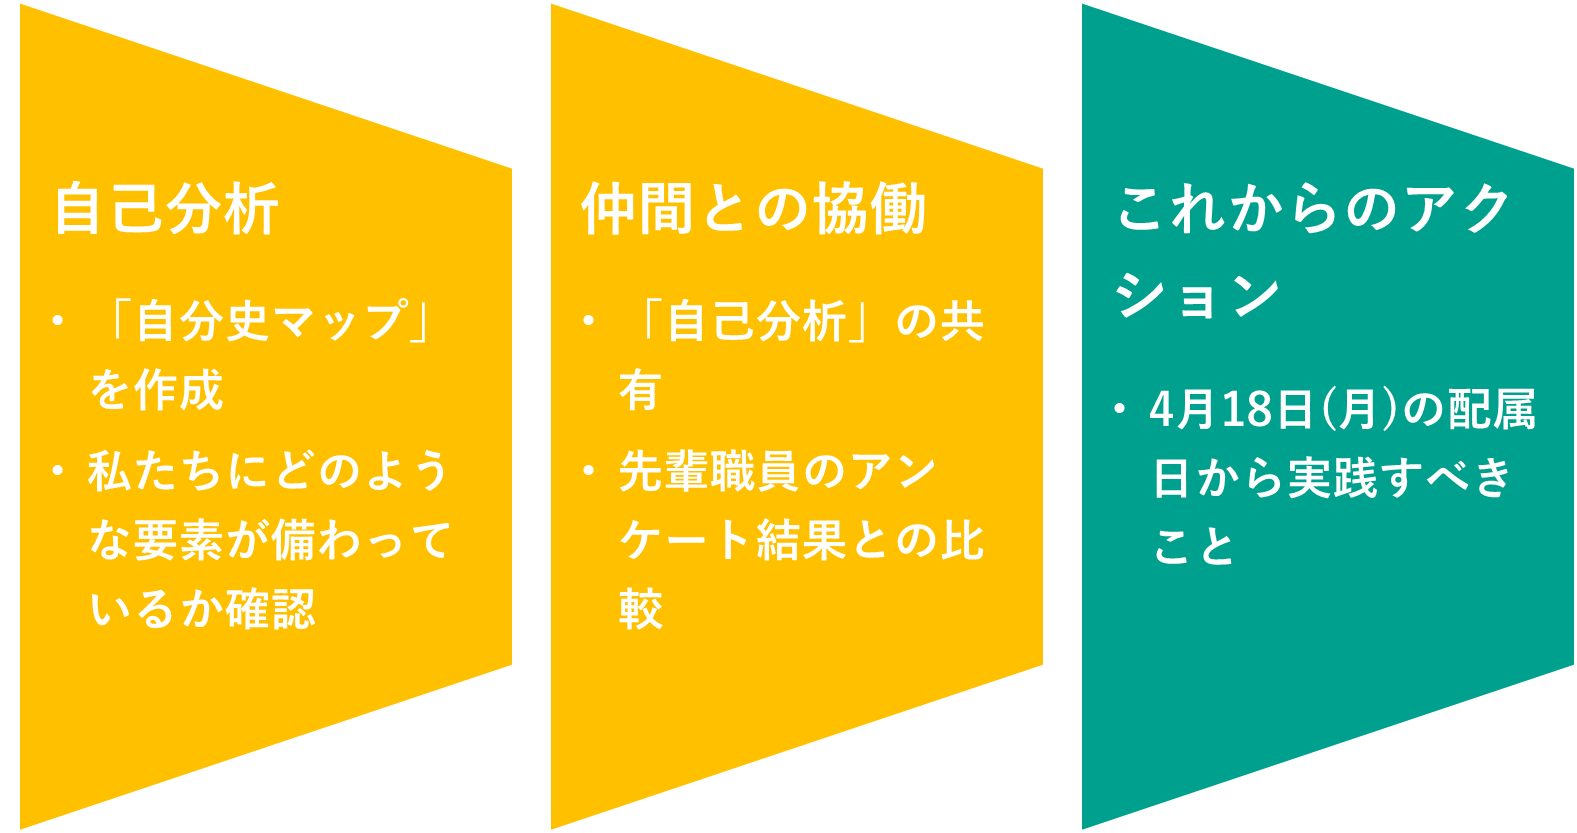 自己分析
・「自分史マップ」
を作成
・私たちにどのよう
な要素が備わって
いるか確認
仲間との協働
・「自己分析」の共
有
・先輩職員のアン
ケート結果との比
較
これからのアク
ション
・4月18日(月)の配属
日から実践すべき
こと